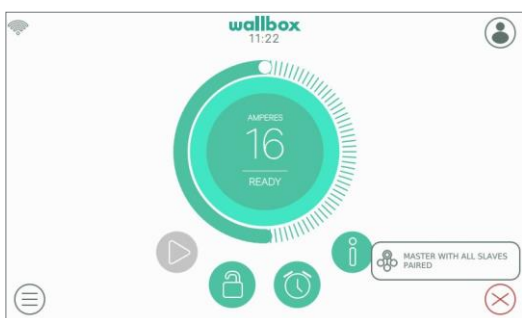 wallbox
11:22
AMPERES
16
READY
MASTER WITH ALL SLAVES
PAIRED